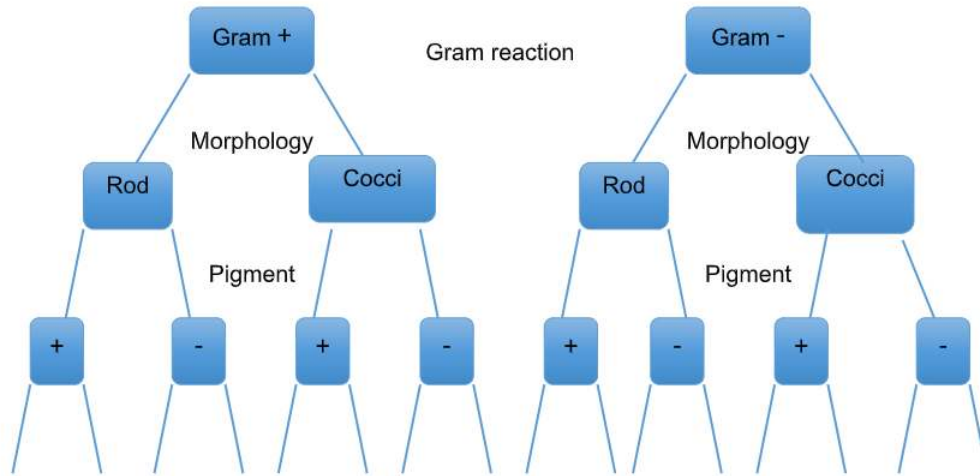 Gram +
Gram reaction
Gram -
Morphology
Morphology
Rod
Cocci
Rod
Cocci
Pigment
Pigment
+
-
+
-
+
-
+
-